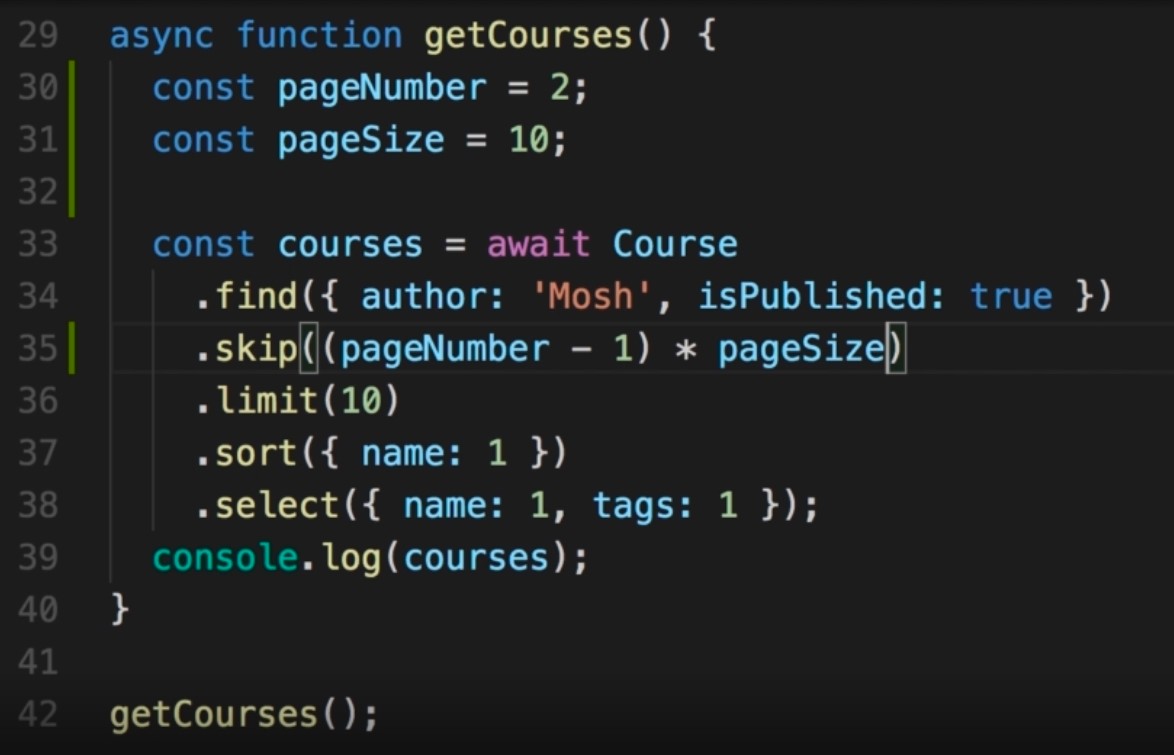 29 async function getCourses() {
30   const pageNumber = 2;
31   const pageSize = 10;
32
33   const courses = await Course
34     .find({ author: 'Mosh', isPublished: true })
35     .skip((pageNumber - 1) * pageSize)
36     .limit(10)
37     .sort({ name: 1 })
38     .select({ name: 1, tags: 1 });
39   console.log(courses);
40 }
41
42 getCourses();